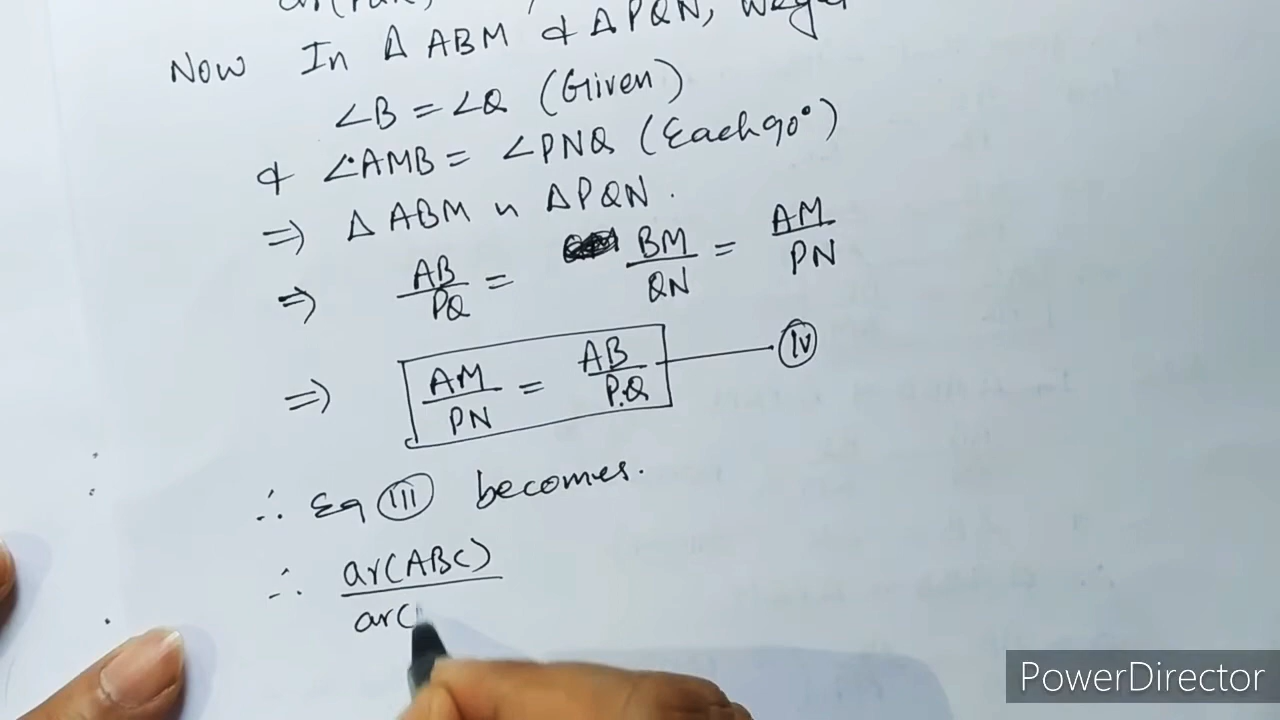 Now In Δ ABM & Δ PQN, we get
∠B = ∠Q (Given)
& ∠AMB = ∠PNQ (Each 90°)
⇒ Δ ABM ~ Δ PQN.
⇒ AB/PQ = BM/QN = AM/PN
⇒ AM/PN = AB/PQ — (IV)
∴ Eq (III) becomes.
∴ ar(ABC)
ar(
PowerDirector